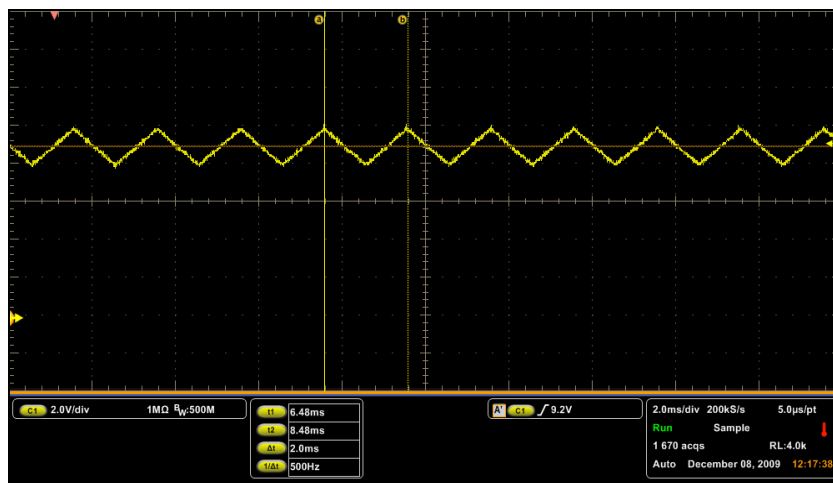 a b
C1 2.0V/div 1MΩ BW:500M
t1 6.48ms
t2 8.48ms
Δt 2.0ms
1/Δt 500Hz
A' C1 9.2V
2.0ms/div 200kS/s 5.0μs/pt
Run Sample
1 670 acqs RL:4.0k
Auto December 08, 2009 12:17:38